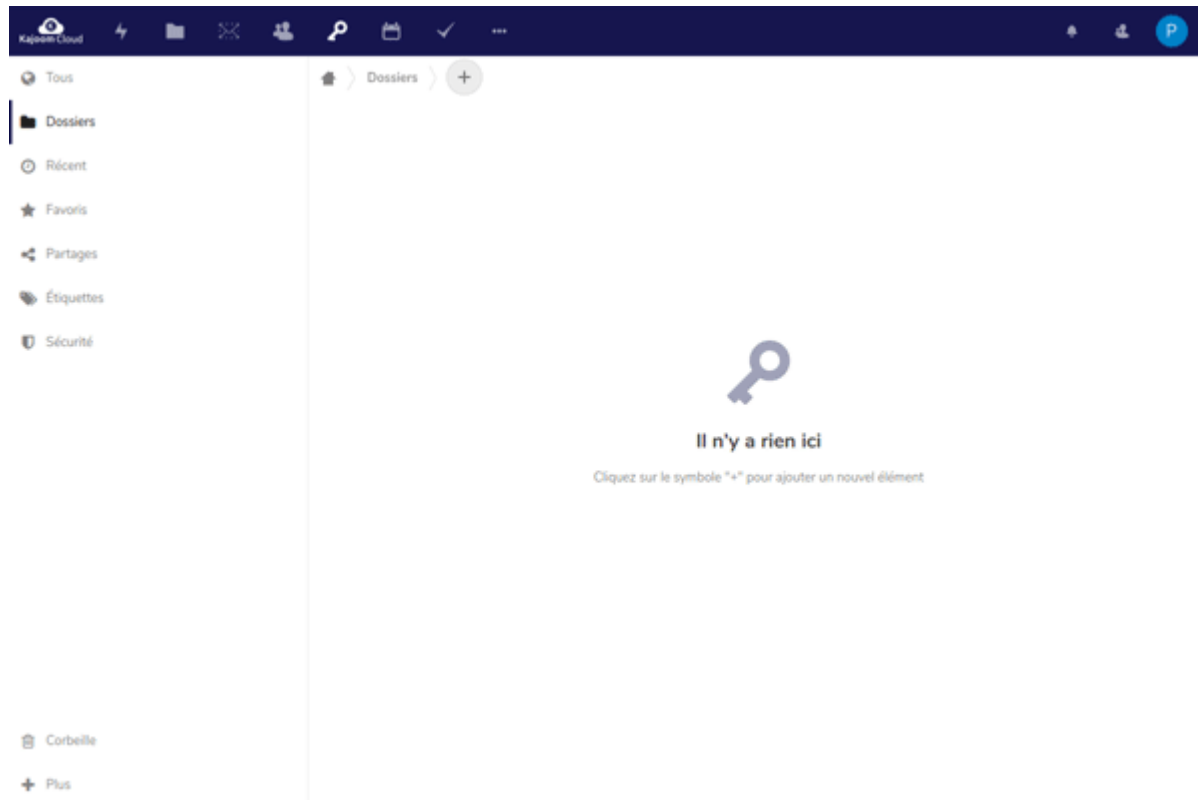 Kajoom Cloud
P
Tous
Dossiers
Récent
Favoris
Partages
Étiquettes
Sécurité
Corbeille
Plus
Dossiers
+
Il n'y a rien ici
Cliquez sur le symbole "+" pour ajouter un nouvel élément